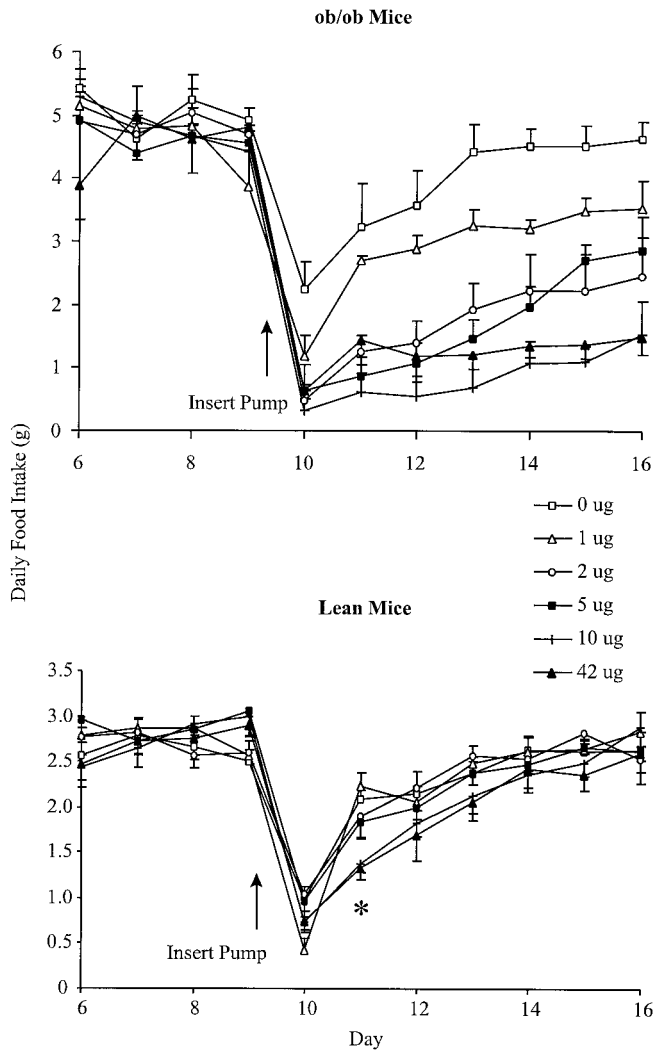 ob/ob Mice
6
5
4
3
2
1
0
Insert Pump
6 8 10 12 14 16
Daily Food Intake (g)
0 ug
1 ug
2 ug
5 ug
10 ug
42 ug
Lean Mice
3.5
3.0
2.5
2.0
1.5
1.0
0.5
0
*
Insert Pump
6 8 10 12 14 16
Day